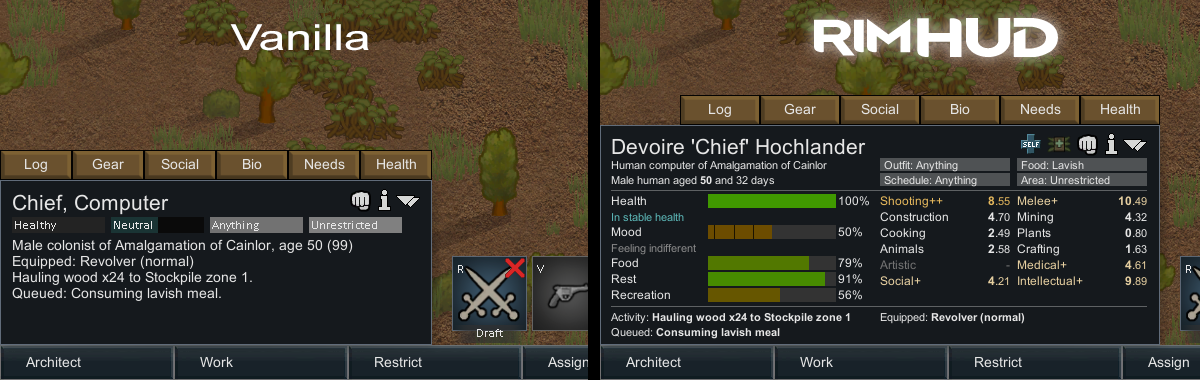 Vanilla
Log Gear Social Bio Needs Health
Chief, Computer
Healthy Neutral Anything Unrestricted
Male colonist of Amalgamation of Cainlor, age 50 (99)
Equipped: Revolver (normal)
Hauling wood x24 to Stockpile zone 1.
Queued: Consuming lavish meal.
R V
Draft
Architect Work Restrict Assign
RIMHUD
Log Gear Social Bio Needs Health
Devoire 'Chief' Hochlander
SELF
Human computer of Amalgamation of Cainlor
Outfit: Anything Food: Lavish
Male human aged 50 and 32 days
Schedule: Anything Area: Unrestricted
Health 100%
In stable health
Mood 50%
Feeling indifferent
Food 79%
Rest 91%
Recreation 56%
Shooting++ 8.55 Melee+ 10.49
Construction 4.70 Mining 4.32
Cooking 2.49 Plants 0.80
Animals 2.58 Crafting 1.63
Artistic - Medical+ 4.61
Social+ 4.21 Intellectual+ 9.89
Activity: Hauling wood x24 to Stockpile zone 1 Equipped: Revolver (normal)
Queued: Consuming lavish meal
R
Architect Work Restrict Assign